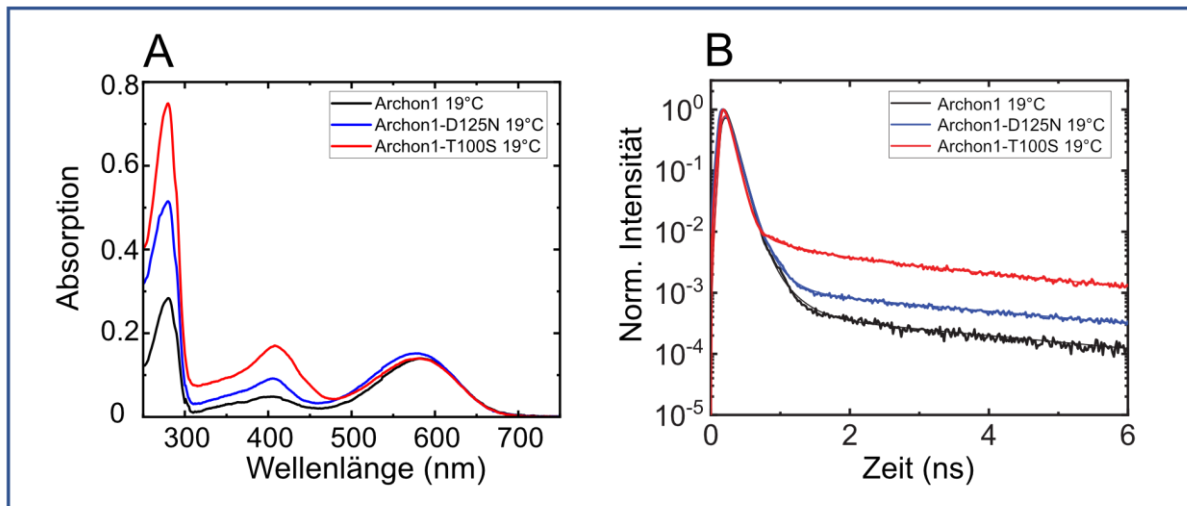 A
0.8
0.6
0.4
0.2
0
300 400 500 600 700
Absorption
Wellenlänge (nm)
Archon1 19°C
Archon1-D125N 19°C
Archon1-T100S 19°C
B
10^0
10^-1
10^-2
10^-3
10^-4
10^-5
0 2 4 6
Norm. Intensität
Zeit (ns)
Archon1 19°C
Archon1-D125N 19°C
Archon1-T100S 19°C